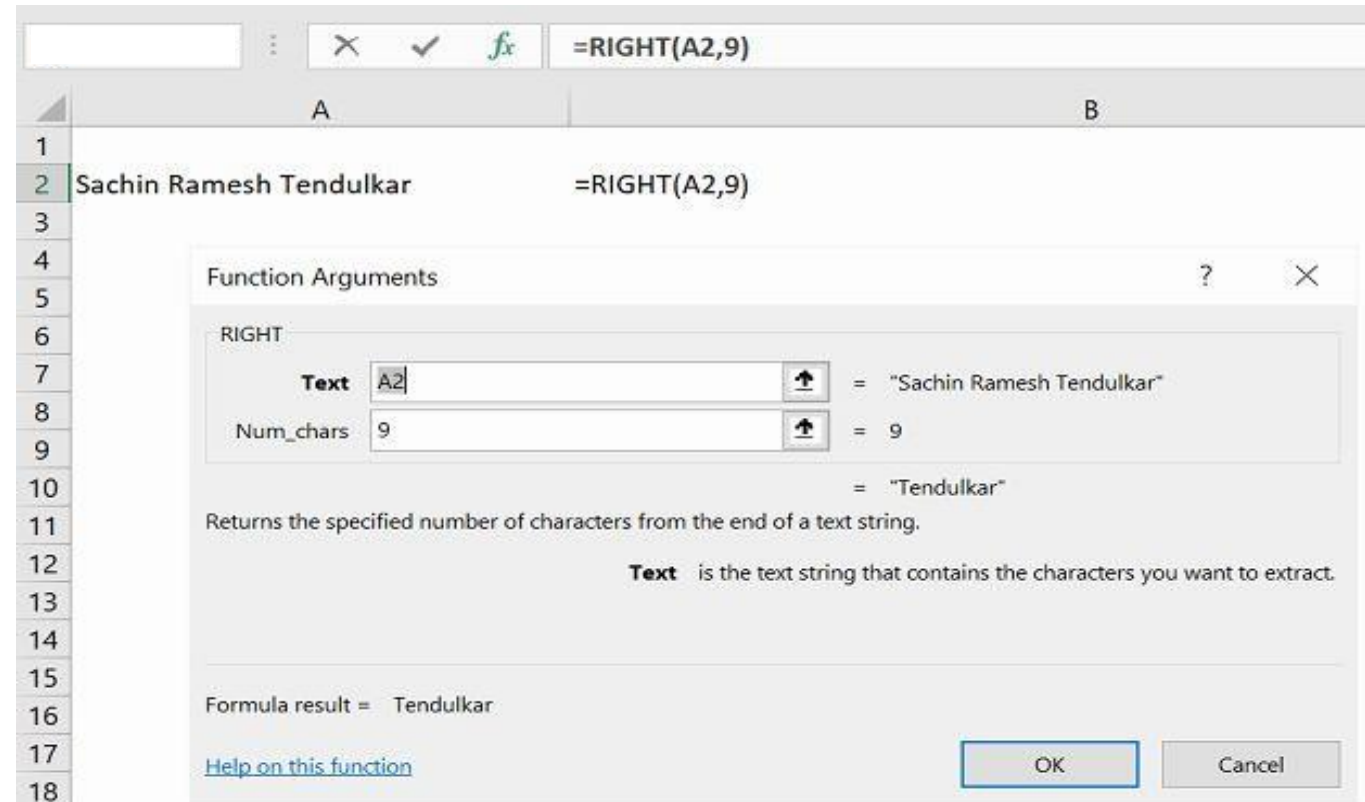 fx =RIGHT(A2,9)
A B
1
2 Sachin Ramesh Tendulkar =RIGHT(A2,9)
3
4
5
6
7
8
9
10
11
12
13
14
15
16
17
18
Function Arguments ? ×
RIGHT
Text A2 = "Sachin Ramesh Tendulkar"
Num_chars 9 = 9
= "Tendulkar"
Returns the specified number of characters from the end of a text string.
Text is the text string that contains the characters you want to extract.
Formula result = Tendulkar
Help on this function OK Cancel